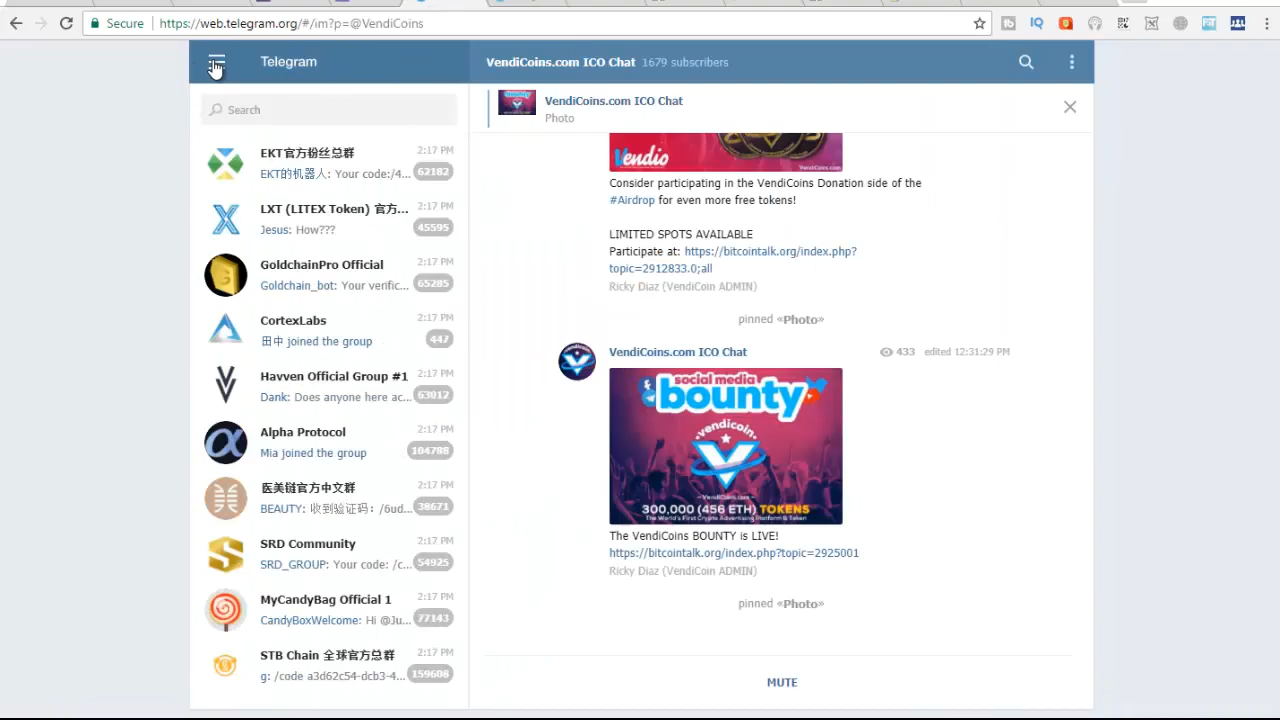 Secure https://web.telegram.org/#/im?p=@VendiCoins
Telegram
VendiCoins.com ICO Chat 1679 subscribers
Search
EKT官方粉丝总群 2:17 PM
EKT的机器人: Your code:/4... 62182
LXT (LITEX Token) 官方... 2:17 PM
Jesus: How??? 45595
GoldchainPro Official 2:17 PM
Goldchain_bot: Your verific... 65285
CortexLabs 2:17 PM
田中 joined the group 447
Havven Official Group #1 2:17 PM
Dank: Does anyone here ac... 63012
Alpha Protocol 2:17 PM
Mia joined the group 104788
医美链官方中文群 2:17 PM
BEAUTY: 收到验证码：/6ud... 38671
SRD Community 2:17 PM
SRD_GROUP: Your code: /c... 54925
MyCandyBag Official 1 2:17 PM
CandyBoxWelcome: Hi @Ju... 77143
STB Chain 全球官方总群 2:17 PM
g: /code a3d62c54-dcb3-4... 159608
VendiCoins.com ICO Chat
Photo
Vendio
VendiCoins.com
Consider participating in the VendiCoins Donation side of the
#Airdrop for even more free tokens!
LIMITED SPOTS AVAILABLE
Participate at: https://bitcointalk.org/index.php?
topic=2912833.0;all
Ricky Diaz (VendiCoin ADMIN)
pinned «Photo»
VendiCoins.com ICO Chat 433 edited 12:31:29 PM
social media
bounty
vendicoin
VendiCoins.com
300,000 (456 ETH) TOKENS
The World's First Crypto Advertising Platform & Token
The VendiCoins BOUNTY is LIVE!
https://bitcointalk.org/index.php?topic=2925001
Ricky Diaz (VendiCoin ADMIN)
pinned «Photo»
MUTE